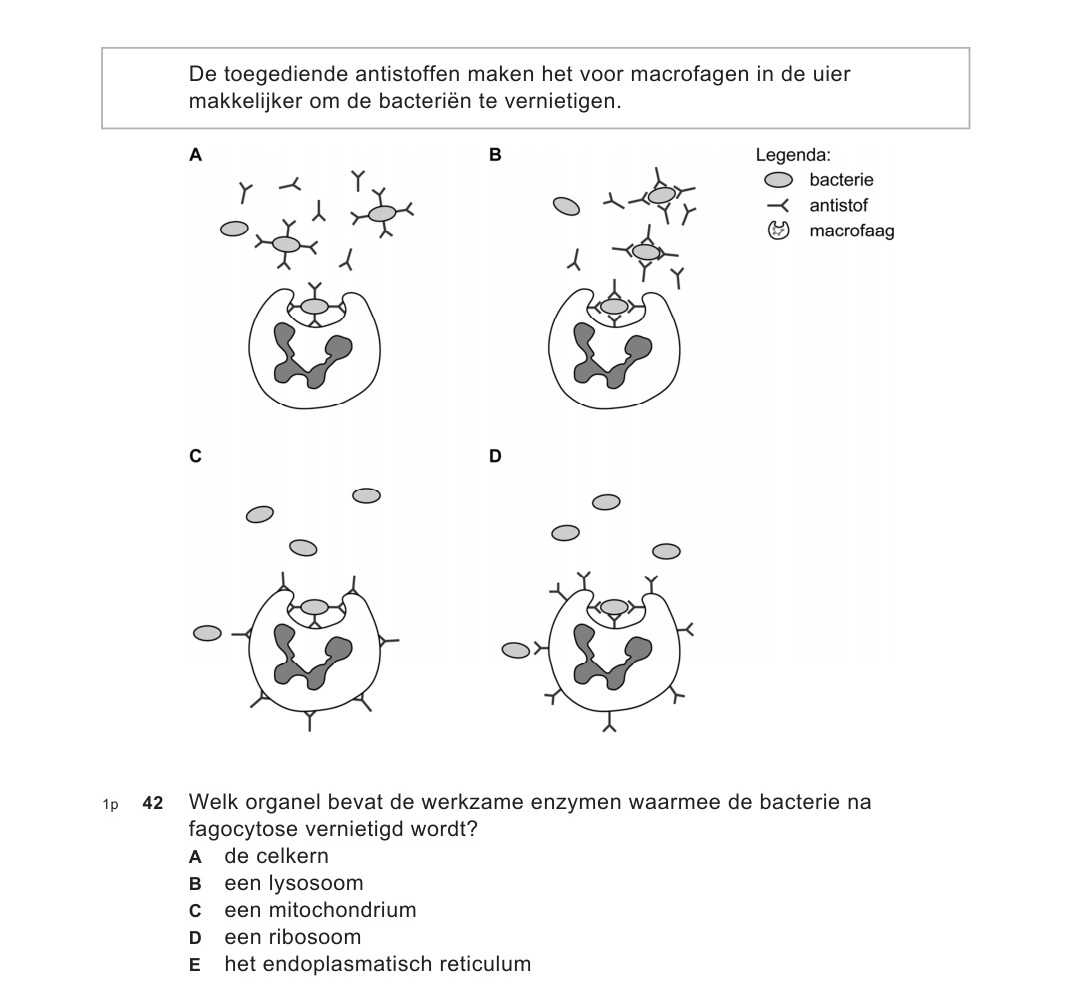 De toegediende antistoffen maken het voor macrofagen in de uier
makkelijker om de bacteriën te vernietigen.
A
B
Legenda:
bacterie
antistof
macrofaag
C
D
1p 42 Welk organel bevat de werkzame enzymen waarmee de bacterie na
fagocytose vernietigd wordt?
A de celkern
B een lysosoom
C een mitochondrium
D een ribosoom
E het endoplasmatisch reticulum